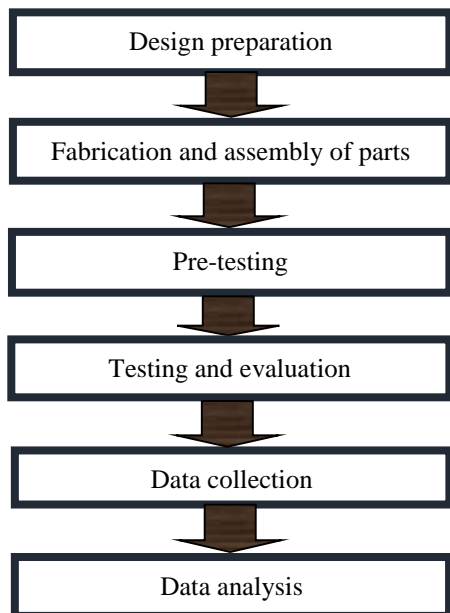 Design preparation
Fabrication and assembly of parts
Pre-testing
Testing and evaluation
Data collection
Data analysis